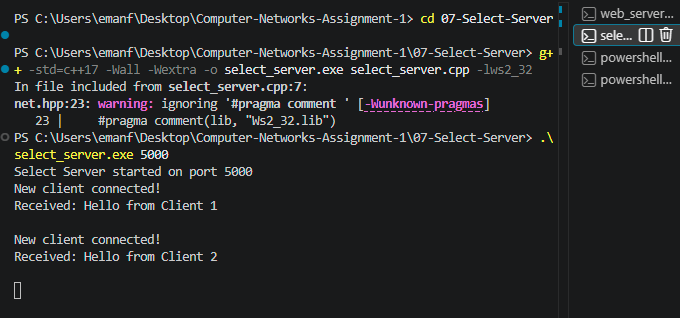 PS C:\Users\emanf\Desktop\Computer-Networks-Assignment-1> cd 07-Select-Server
PS C:\Users\emanf\Desktop\Computer-Networks-Assignment-1\07-Select-Server> g+
+ -std=c++17 -Wall -Wextra -o select_server.exe select_server.cpp -lws2_32
In file included from select_server.cpp:7:
net.hpp:23: warning: ignoring '#pragma comment ' [-Wunknown-pragmas]
23 | #pragma comment(lib, "Ws2_32.lib")
PS C:\Users\emanf\Desktop\Computer-Networks-Assignment-1\07-Select-Server> .\
select_server.exe 5000
Select Server started on port 5000
New client connected!
Received: Hello from Client 1
New client connected!
Received: Hello from Client 2
web_server...
sele...
powershell...
powershell...